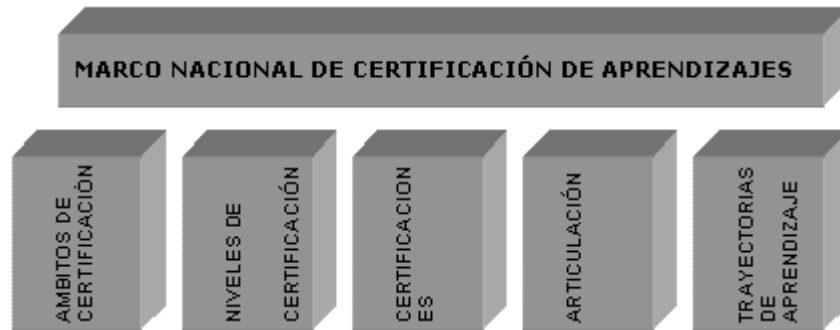 MARCO NACIONAL DE CERTIFICACIÓN DE APRENDIZAJES
AMBITOS DE
CERTIFICACIÓN
NIVELES DE
CERTIFICACIÓN
CERTIFICACION
ES
ARTICULACIÓN
TRAYECTORIAS
DE
APRENDIZAJE